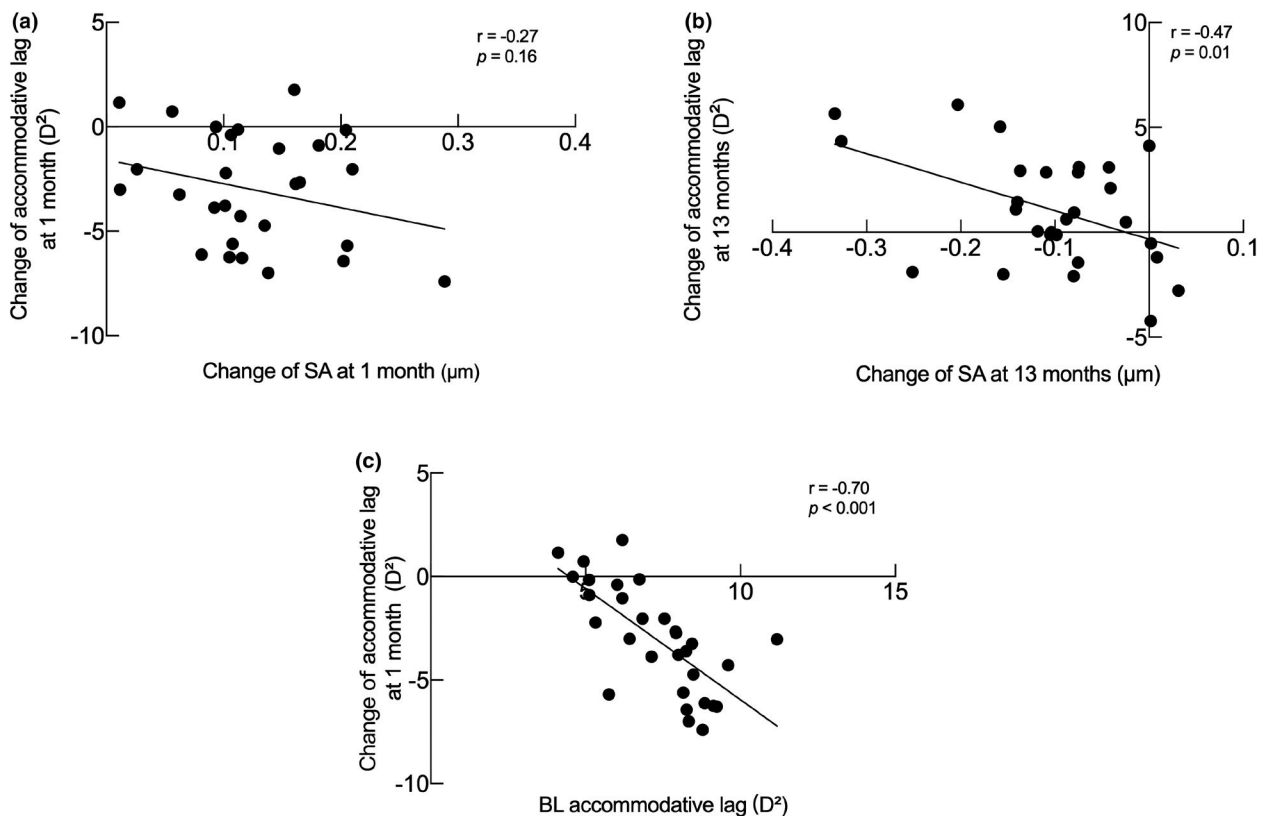 (a)
5
0
-5
-10
0.1
0.2
0.3
0.4
r = -0.27
p = 0.16
Change of accommodative lag
at 1 month (D²)
Change of SA at 1 month (µm)
(b)
10
5
-5
-0.4
-0.3
-0.2
-0.1
0.1
r = -0.47
p = 0.01
Change of accommodative lag
at 13 months (D²)
Change of SA at 13 months (µm)
(c)
5
0
-5
-10
10
15
r = -0.70
p < 0.001
Change of accommodative lag
at 1 month (D²)
BL accommodative lag (D²)